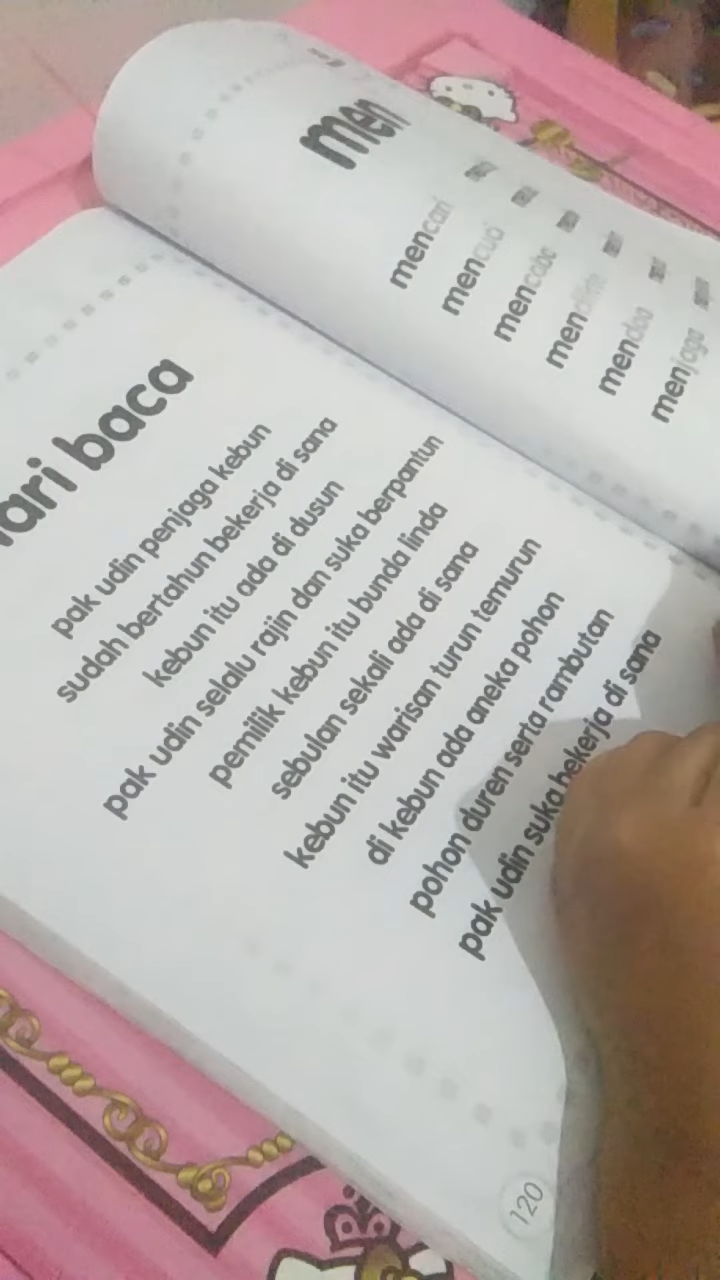 ari baca
pak udin penjaga kebun
sudah bertahun bekerja di sana
kebun itu ada di dusun
pak udin selalu rajin dan suka berpantun
pemilik kebun itu bunda linda
sebulan sekali ada di sana
kebun itu warisan turun temurun
di kebun ada aneka pohon
pohon duren serta rambutan
pak udin suka bekerja di sana
120
men
mencari
mencuci
mencabe
men
mendoa
menjaga